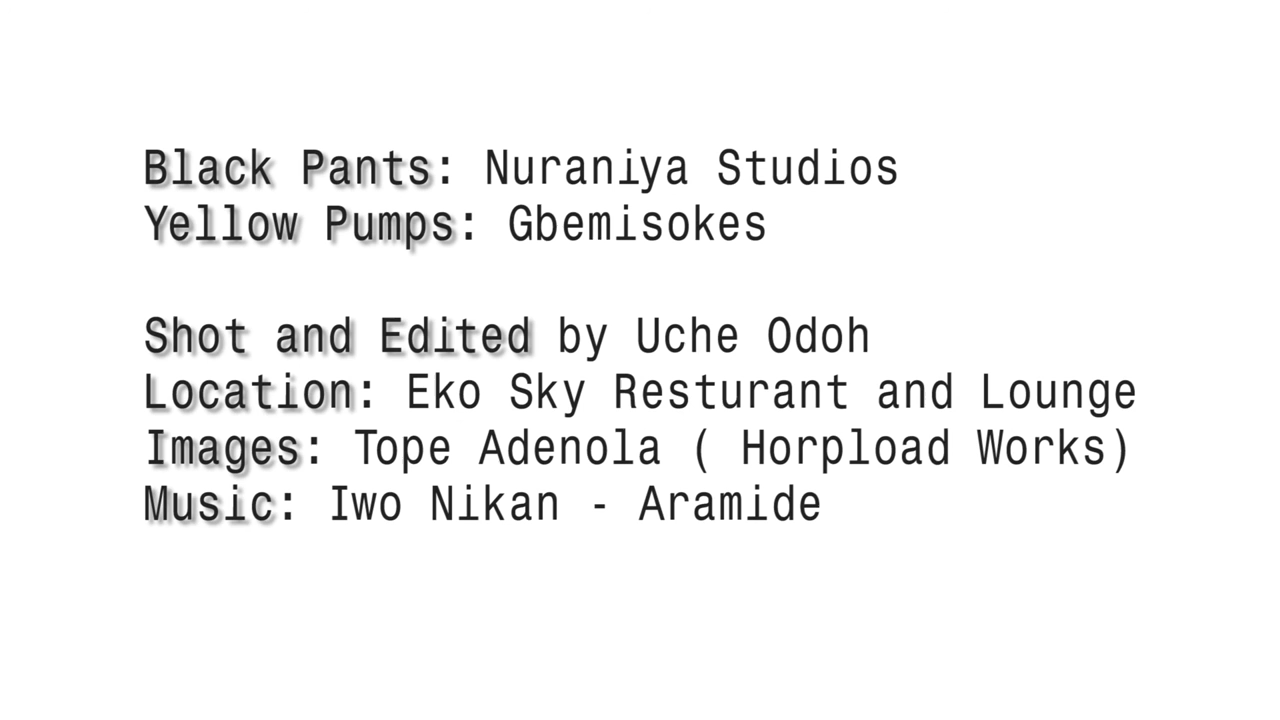 Black Pants: Nuraniya Studios
Yellow Pumps: Gbemisokes
Shot and Edited by Uche Odoh
Location: Eko Sky Resturant and Lounge
Images: Tope Adenola ( Horpload Works)
Music: Iwo Nikan - Aramide